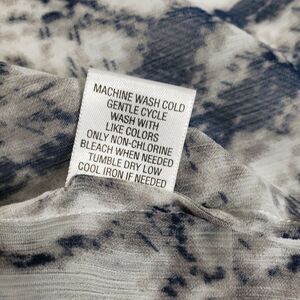 MACHINE WASH COLD
GENTLE CYCLE
WASH WITH
LIKE COLORS
ONLY NON-CHLORINE
BLEACH WHEN NEEDED
TUMBLE DRY LOW
COOL IRON IF NEEDED